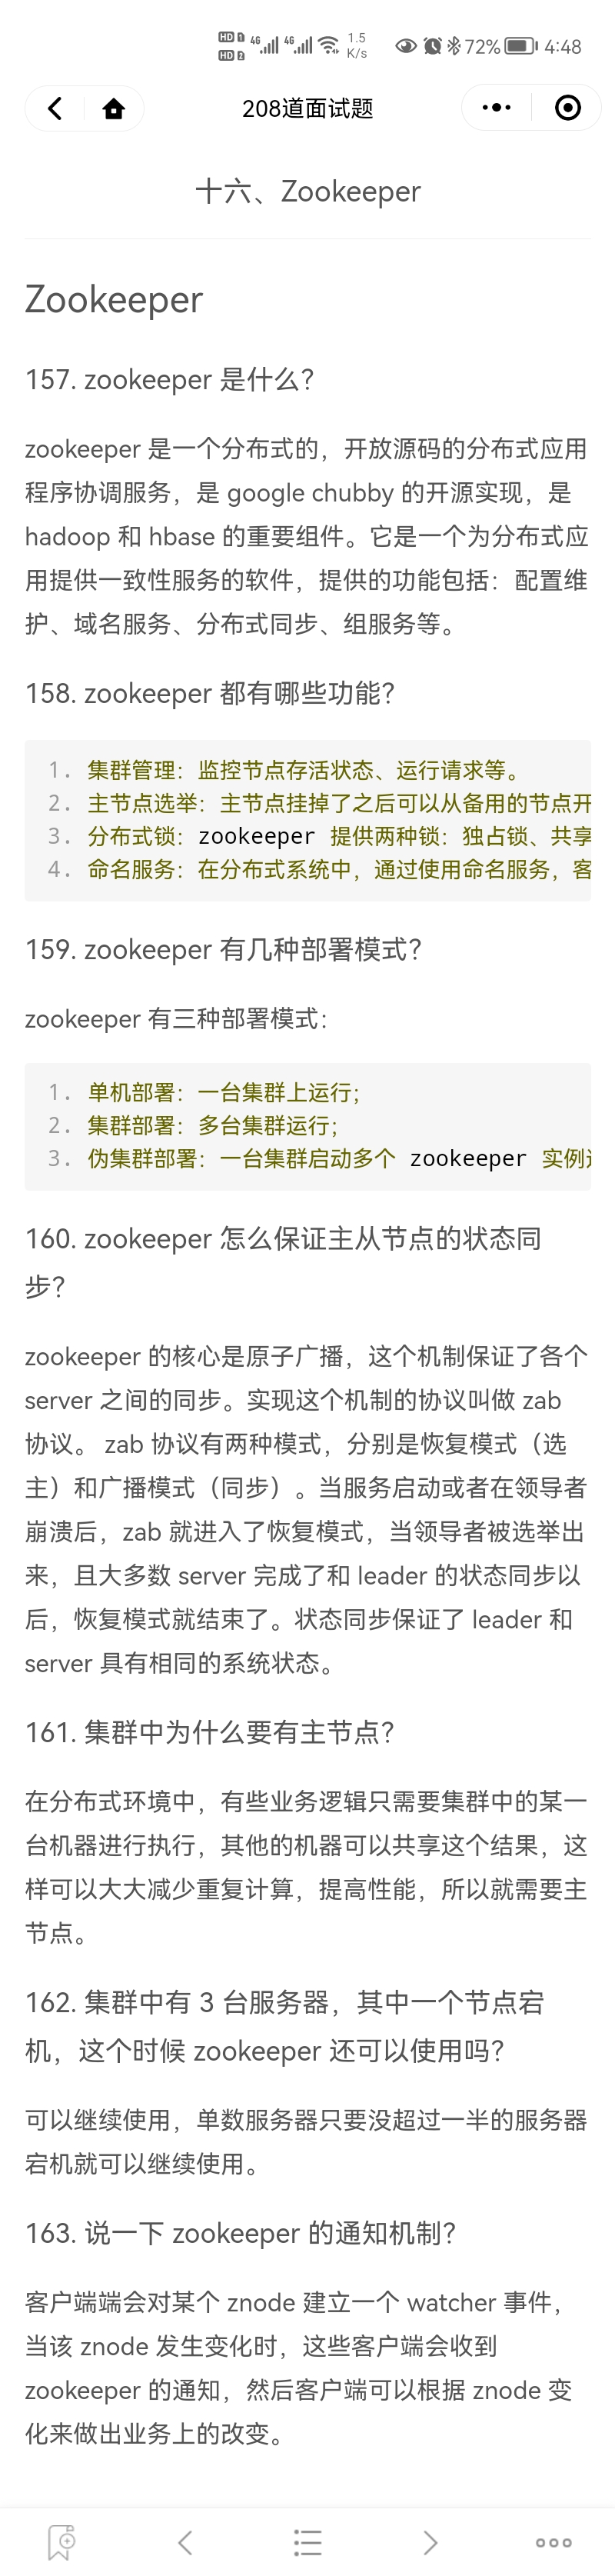 HD 1 4G 4G 1.5 K/s 72% 4:48
HD 2
208道面试题
十六、Zookeeper
Zookeeper
157. zookeeper 是什么？
zookeeper 是一个分布式的，开放源码的分布式应用
程序协调服务，是 google chubby 的开源实现，是
hadoop 和 hbase 的重要组件。它是一个为分布式应
用提供一致性服务的软件，提供的功能包括：配置维
护、域名服务、分布式同步、组服务等。
158. zookeeper 都有哪些功能？
1. 集群管理：监控节点存活状态、运行请求等。
2. 主节点选举：主节点挂掉了之后可以从备用的节点开
3. 分布式锁：zookeeper 提供两种锁：独占锁、共享
4. 命名服务：在分布式系统中，通过使用命名服务，客
159. zookeeper 有几种部署模式？
zookeeper 有三种部署模式：
1. 单机部署：一台集群上运行；
2. 集群部署：多台集群运行；
3. 伪集群部署：一台集群启动多个 zookeeper 实例
160. zookeeper 怎么保证主从节点的状态同
步？
zookeeper 的核心是原子广播，这个机制保证了各个
server 之间的同步。实现这个机制的协议叫做 zab
协议。 zab 协议有两种模式，分别是恢复模式（选
主）和广播模式（同步）。当服务启动或者在领导者
崩溃后，zab 就进入了恢复模式，当领导者被选举出
来，且大多数 server 完成了和 leader 的状态同步以
后，恢复模式就结束了。状态同步保证了 leader 和
server 具有相同的系统状态。
161. 集群中为什么要有主节点？
在分布式环境中，有些业务逻辑只需要集群中的某一
台机器进行执行，其他的机器可以共享这个结果，这
样可以大大减少重复计算，提高性能，所以就需要主
节点。
162. 集群中有 3 台服务器，其中一个节点宕
机，这个时候 zookeeper 还可以使用吗？
可以继续使用，单数服务器只要没超过一半的服务器
宕机就可以继续使用。
163. 说一下 zookeeper 的通知机制？
客户端端会对某个 znode 建立一个 watcher 事件，
当该 znode 发生变化时，这些客户端会收到
zookeeper 的通知，然后客户端可以根据 znode 变
化来做出业务上的改变。